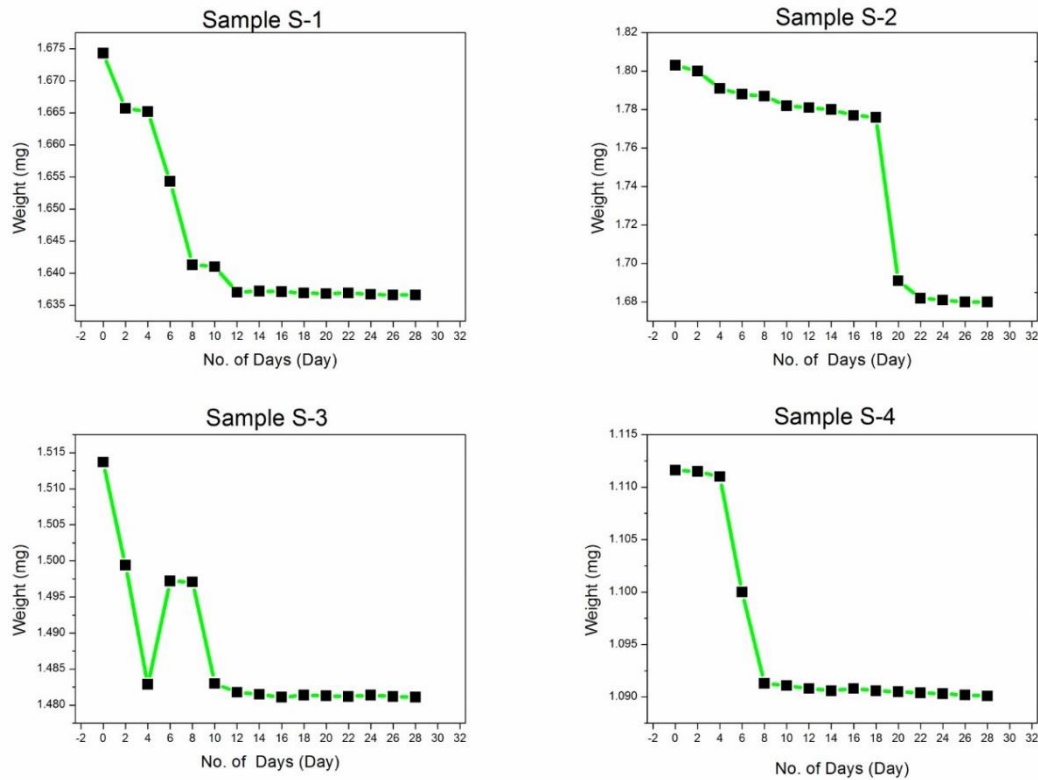 Sample S-1
1.675
1.670
1.665
1.660
1.655
1.650
1.645
1.640
1.635
Weight (mg)
-2 0 2 4 6 8 10 12 14 16 18 20 22 24 26 28 30 32
No. of Days (Day)
Sample S-2
1.82
1.80
1.78
1.76
1.74
1.72
1.70
1.68
Weight (mg)
-2 0 2 4 6 8 10 12 14 16 18 20 22 24 26 28 30 32
No. of Days (Day)
Sample S-3
1.515
1.510
1.505
1.500
1.495
1.490
1.485
1.480
Weight (mg)
-2 0 2 4 6 8 10 12 14 16 18 20 22 24 26 28 30 32
No. of Days (Day)
Sample S-4
1.115
1.110
1.105
1.100
1.095
1.090
Weight (mg)
-2 0 2 4 6 8 10 12 14 16 18 20 22 24 26 28 30 32
No. of Days (Day)